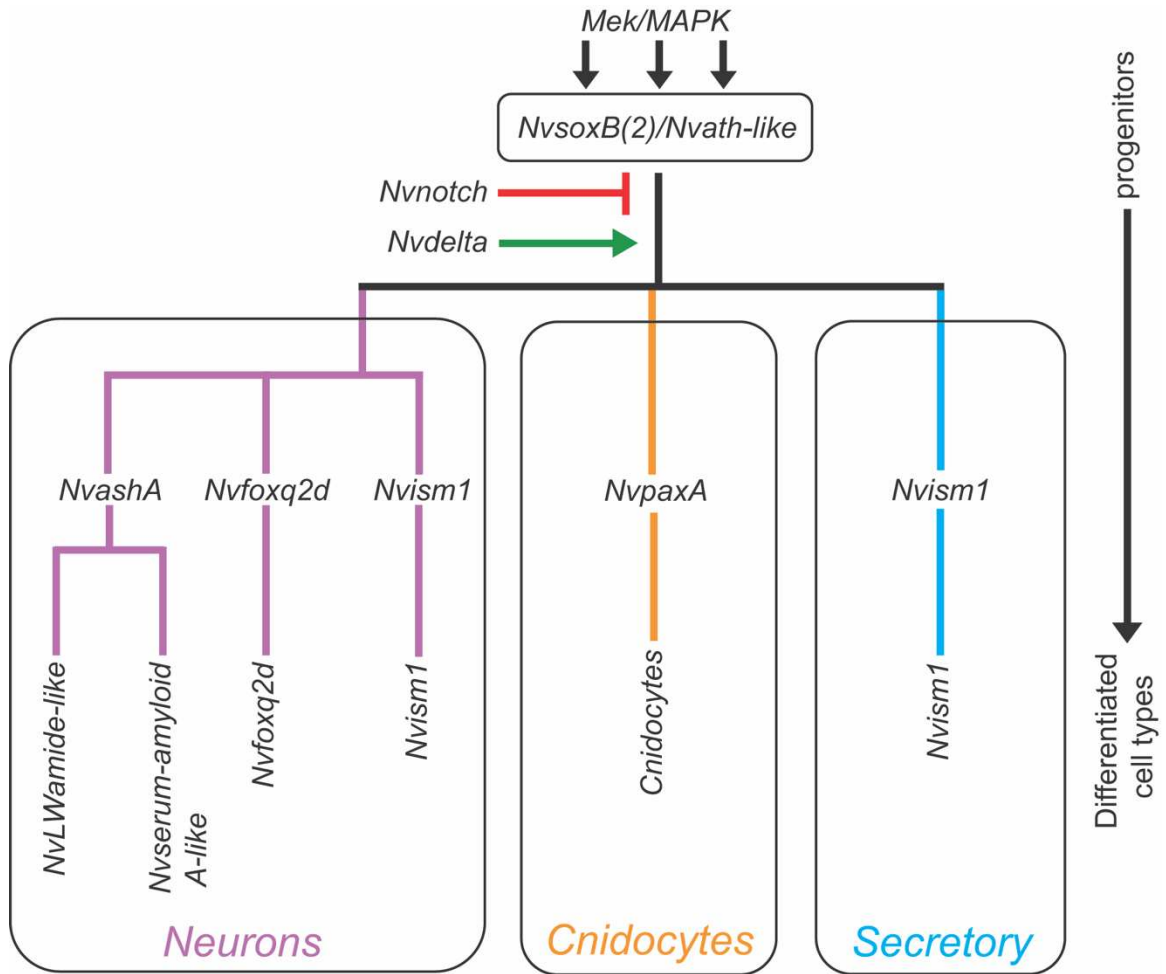 Mek/MAPK
NvsoxB(2)/Nvath-like
Nvnotch
Nvdelta
NvashA
Nvfoxq2d
Nvism1
NvpaxA
Nvism1
NvLWamide-like
Nvserum-amyloid
A-like
Nvfoxq2d
Nvism1
Cnidocytes
Nvism1
Neurons
Cnidocytes
Secretory
progenitors
Differentiated
cell types